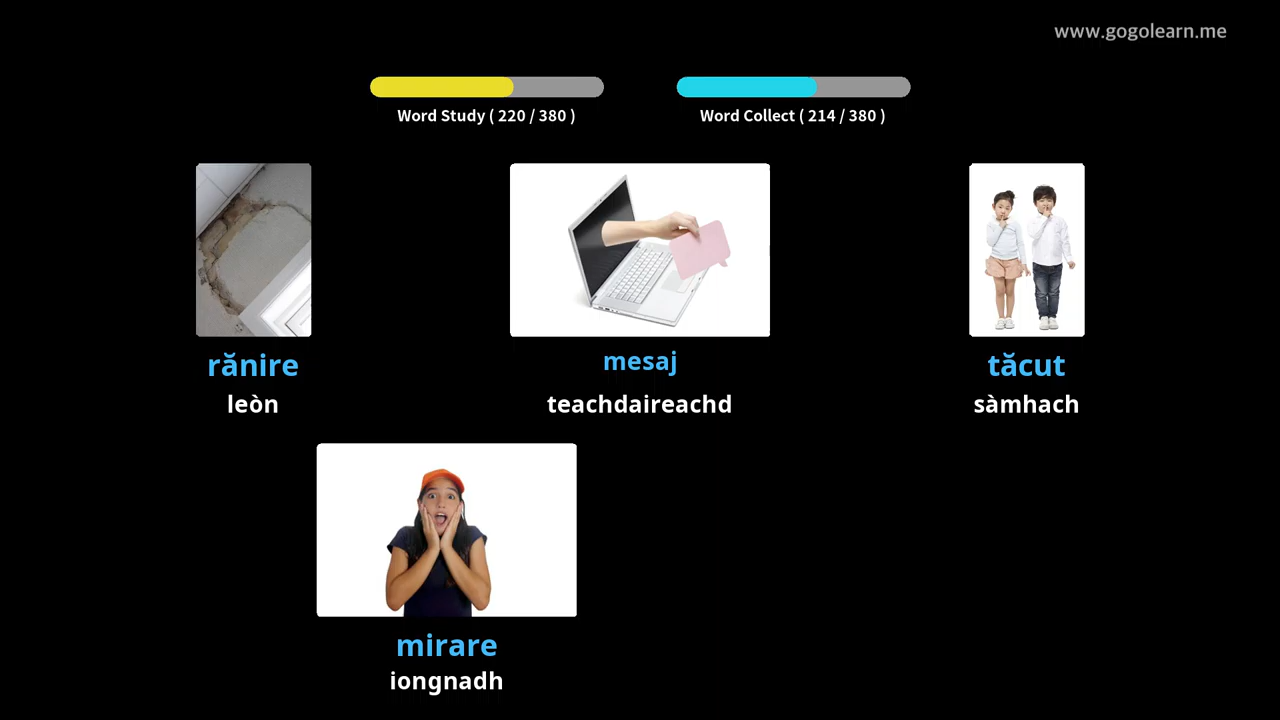 www.gogolearn.me
Word Study ( 220 / 380 )
Word Collect ( 214 / 380 )
rănire
leòn
mesaj
teachdaireachd
tăcut
sàmhach
mirare
iongnadh